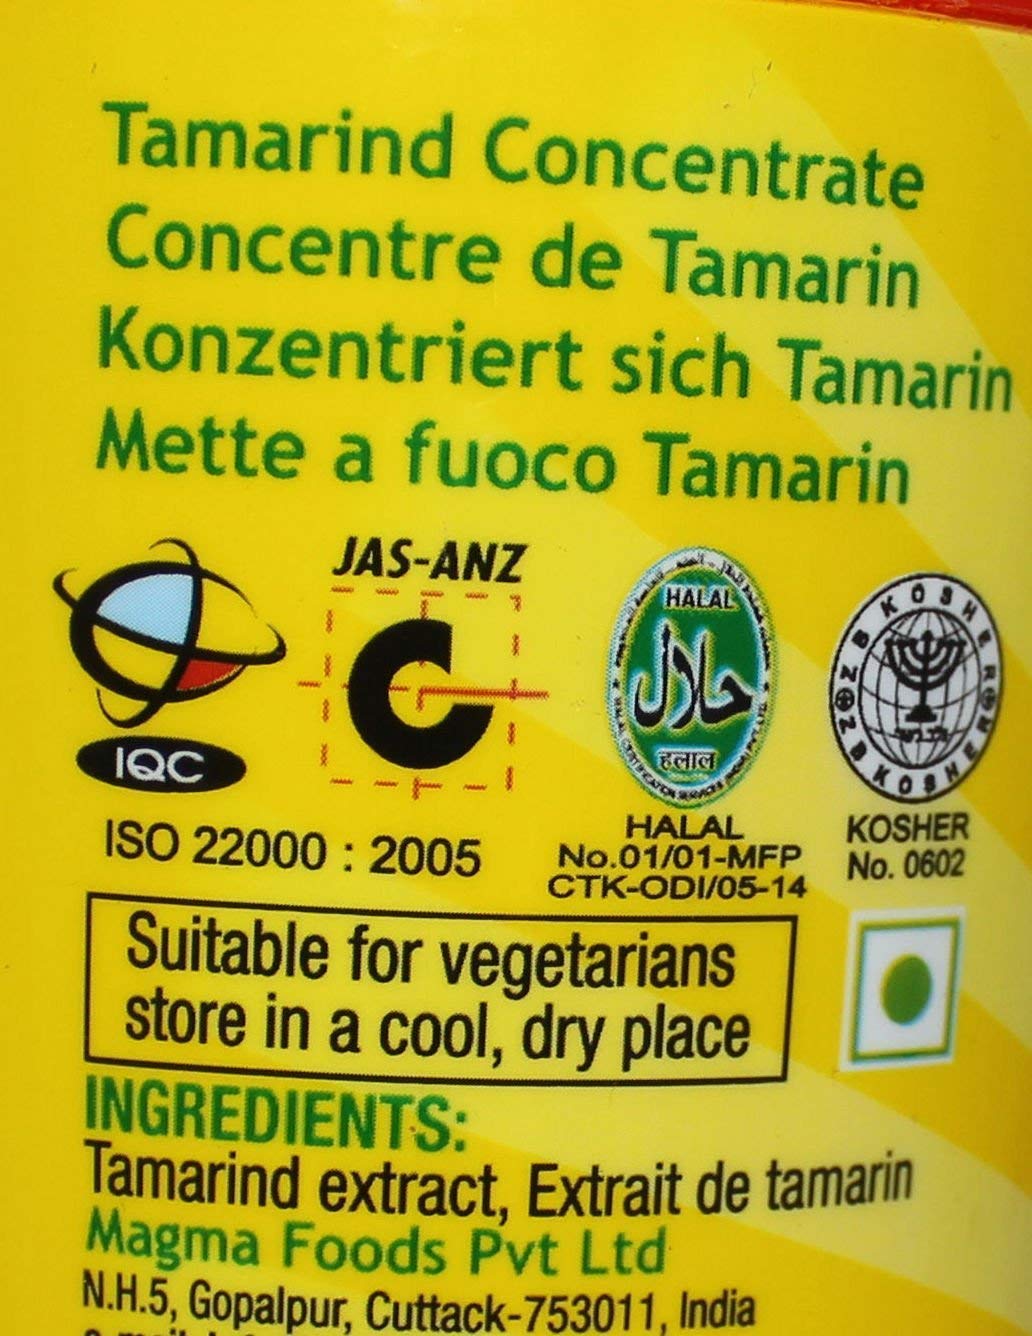 Tamarind Concentrate
Concentre de Tamarin
Konzentriert sich Tamarin
Mette a fuoco Tamarin
JAS-ANZ
HALAL
حلال
हलाल
KOSHER
KOSHER
IQC
ISO 22000 : 2005
HALAL
No.01/01-MFP
CTK-ODI/05-14
KOSHER
No. 0602
Suitable for vegetarians
store in a cool, dry place
INGREDIENTS:
Tamarind extract, Extrait de tamarin
Magma Foods Pvt Ltd
N.H.5, Gopalpur, Cuttack-753011, India